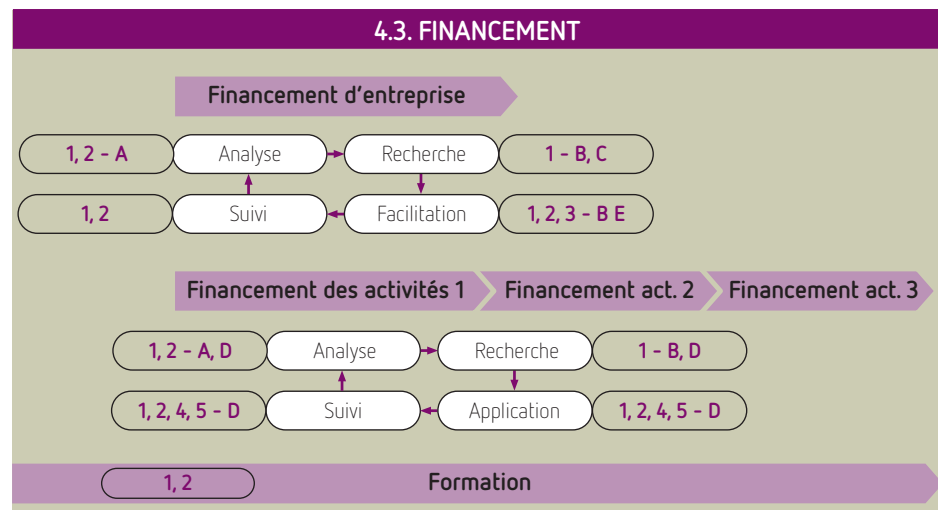 4.3. FINANCEMENT
Financement d'entreprise
1, 2 - A Analyse Recherche 1 - B, C
1, 2 Suivi Facilitation 1, 2, 3 - B E
Financement des activités 1 Financement act. 2 Financement act. 3
1, 2 - A, D Analyse Recherche 1 - B, D
1, 2, 4, 5 - D Suivi Application 1, 2, 4, 5 - D
1, 2 Formation